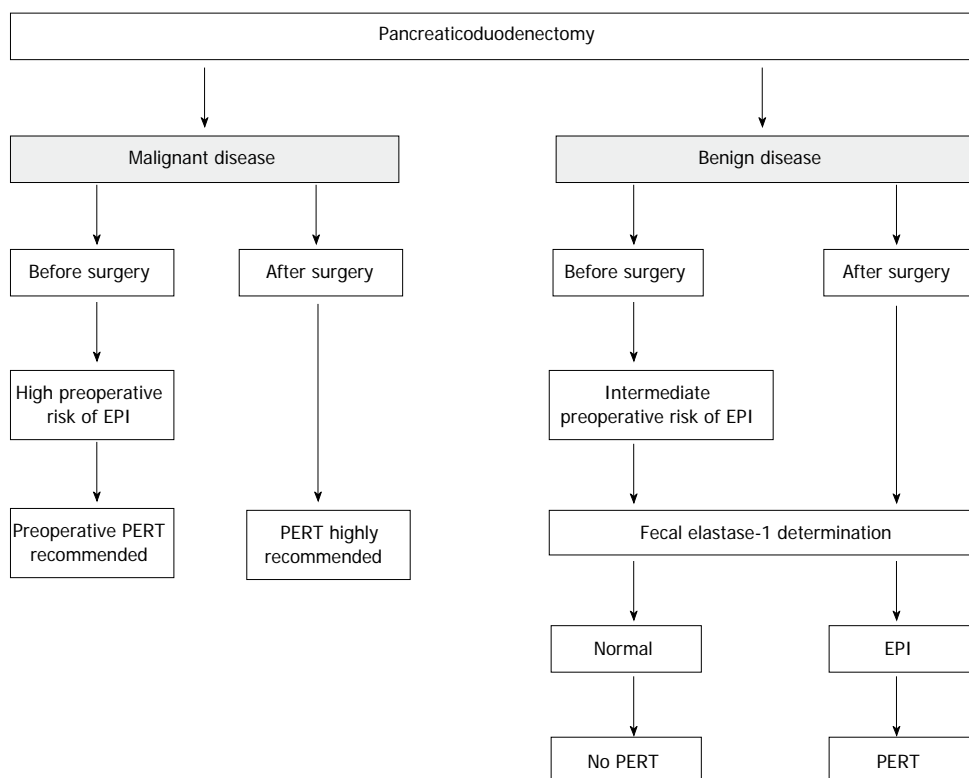 Pancreaticoduodenectomy
Malignant disease
Benign disease
Before surgery
After surgery
Before surgery
After surgery
High preoperative
risk of EPI
Intermediate
preoperative risk of EPI
Preoperative PERT
recommended
PERT highly
recommended
Fecal elastase-1 determination
Normal
EPI
No PERT
PERT